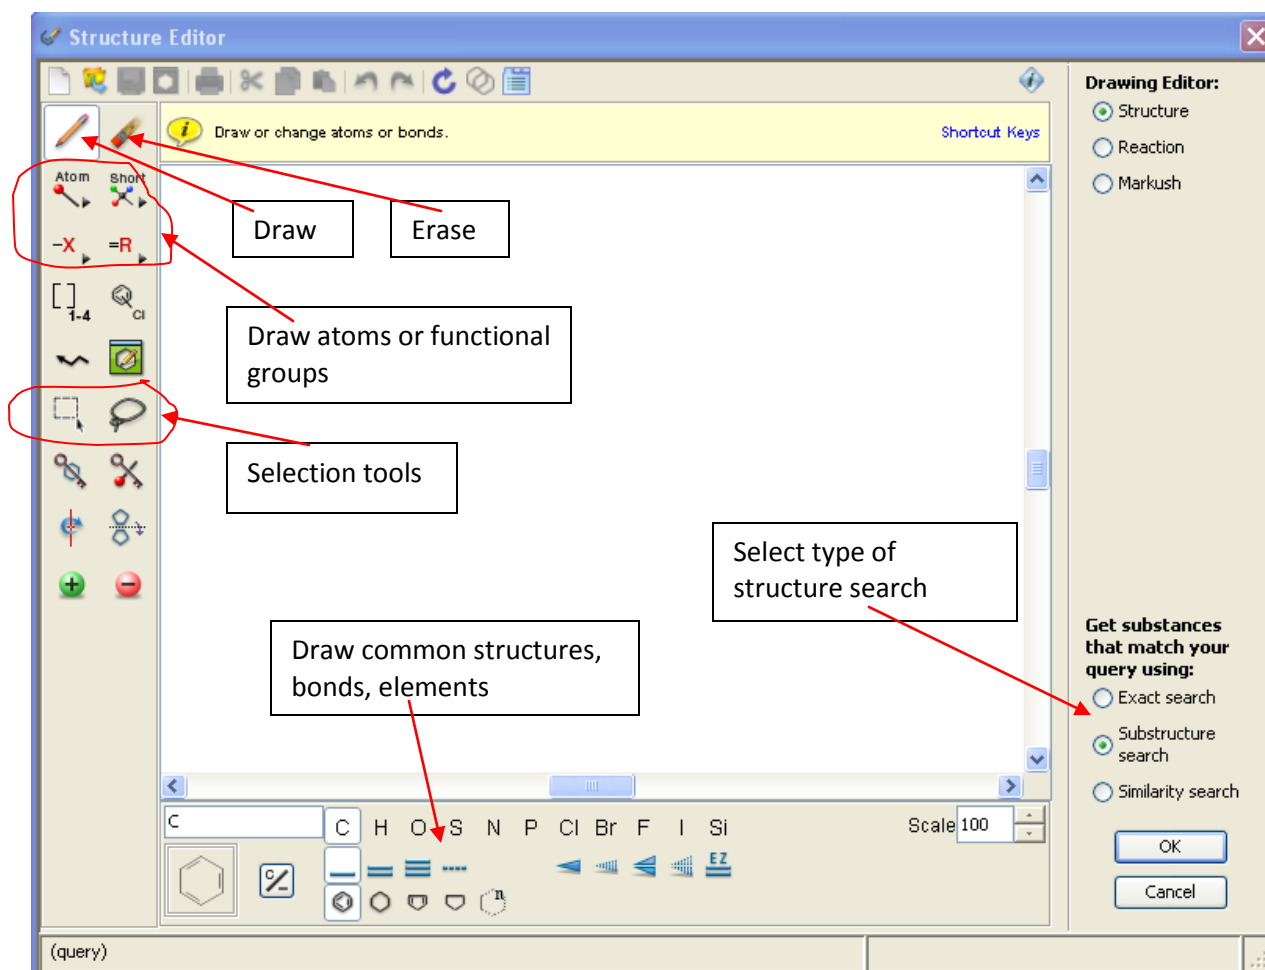 Structure Editor
Drawing Editor:
Structure
Reaction
Markush
Draw or change atoms or bonds.
Shortcut Keys
Atom
Short
-X
=R
[ ]
1-4
Cl
Draw
Erase
Draw atoms or functional
groups
Selection tools
Select type of
structure search
Draw common structures,
bonds, elements
Get substances
that match your
query using:
Exact search
Substructure
search
Similarity search
OK
Cancel
C
C H O S N P Cl Br F I Si
Scale 100
C/-
EZ
n
(query)